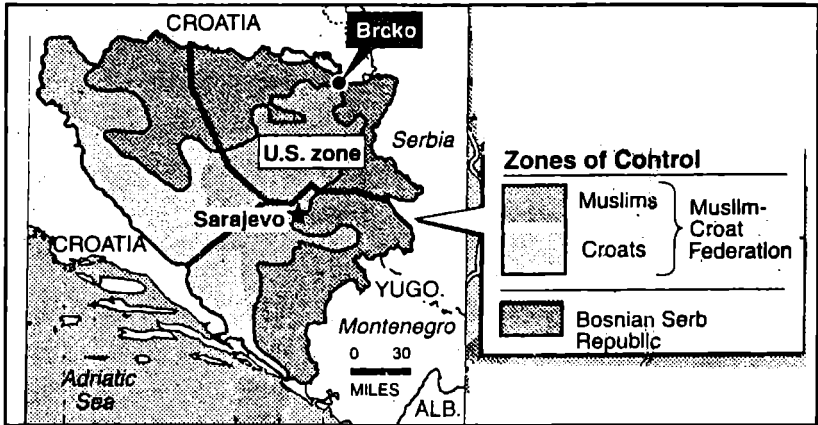 CROATIA
Brcko
Serbia
U.S. zone
Sarajevo
CROATIA
YUGO.
Montenegro
0 30
MILES
Adriatic
Sea
ALB.
Zones of Control
Muslims
Croats
Muslim-
Croat
Federation
Bosnian Serb
Republic